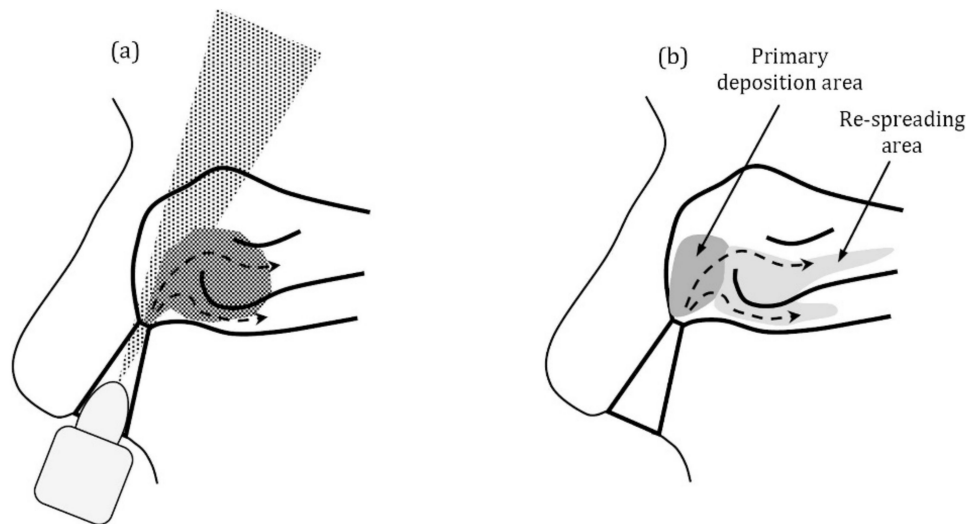 (a)
(b)
Primary
deposition area
Re-spreading
area